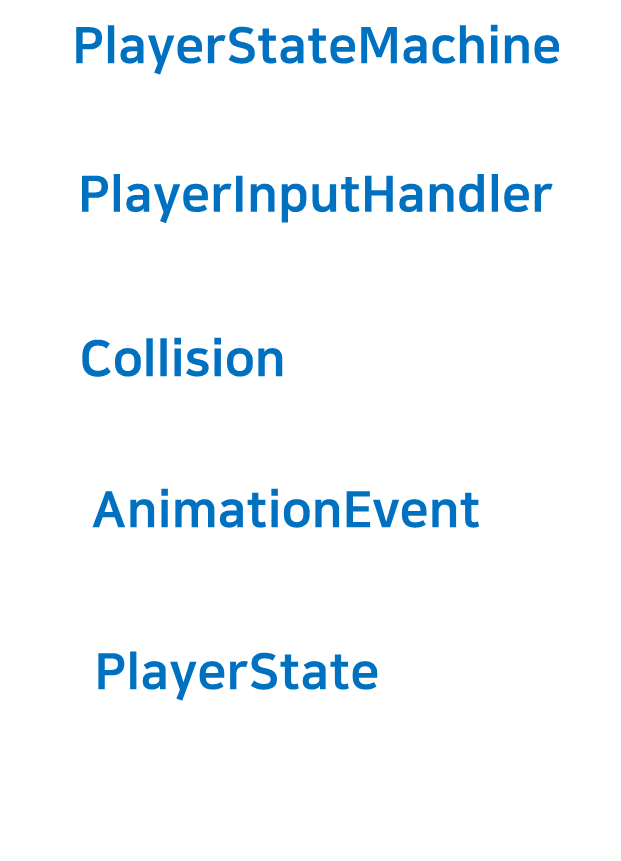 PlayerStateMachine
PlayerInputHandler
Collision
AnimationEvent
PlayerState